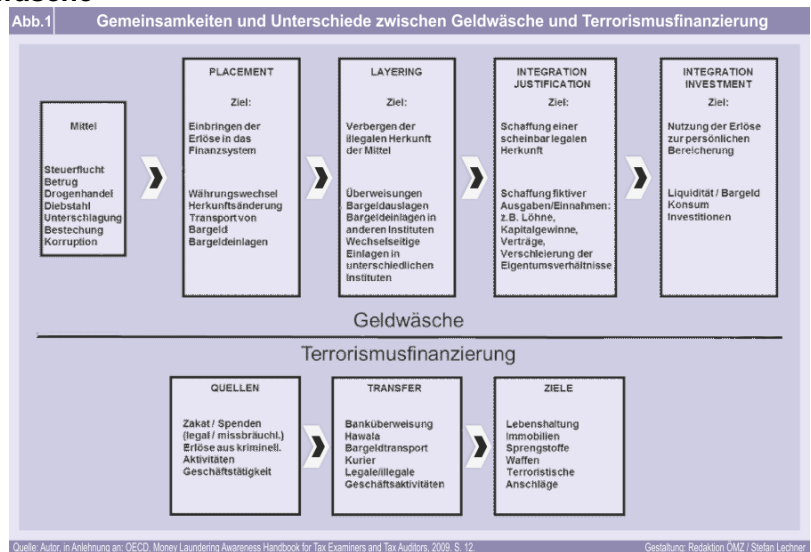 Abb.1 Gemeinsamkeiten und Unterschiede zwischen Geldwäsche und Terrorismusfinanzierung
Mittel
Steuerflucht
Betrug
Drogenhandel
Diebstahl
Unterschlagung
Bestechung
Korruption
PLACEMENT
Ziel:
Einbringen der
Erlöse in das
Finanzsystem
Währungswechsel
Herkunftsänderung
Transport von
Bargeld
Bargeldeinlagen
LAYERING
Ziel:
Verbergen der
illegalen Herkunft
der Mittel
Überweisungen
Bargeldauslagen
Bargeldeinlagen in
anderen Instituten
Wechselseitige
Einlagen in
unterschiedlichen
Instituten
INTEGRATION
JUSTIFICATION
Ziel:
Schaffung einer
scheinbar legalen
Herkunft
Schaffung fiktiver
Ausgaben/Einnahmen:
z.B. Löhne,
Kapitalgewinne,
Verträge,
Verschleierung der
Eigentumsverhältnisse
INTEGRATION
INVESTMENT
Ziel:
Nutzung der Erlöse
zur persönlichen
Bereicherung
Liquidität / Bargeld
Konsum
Investitionen
Geldwäsche
Terrorismusfinanzierung
QUELLEN
Zakat / Spenden
(legal / missbräuchl.)
Erlöse aus kriminell.
Aktivitäten
Geschäftstätigkeit
TRANSFER
Banküberweisung
Hawala
Bargeldtransport
Kurier
Legale/illegale
Geschäftsaktivitäten
ZIELE
Lebenshaltung
Immobilien
Sprengstoffe
Waffen
Terroristische
Anschläge
Quelle: Autor, in Anlehnung an: OECD, Money Laundering Awareness Handbook for Tax Examiners and Tax Auditors, 2009, S. 12.
Gestaltung: Redaktion ÖMZ / Stefan Lechner